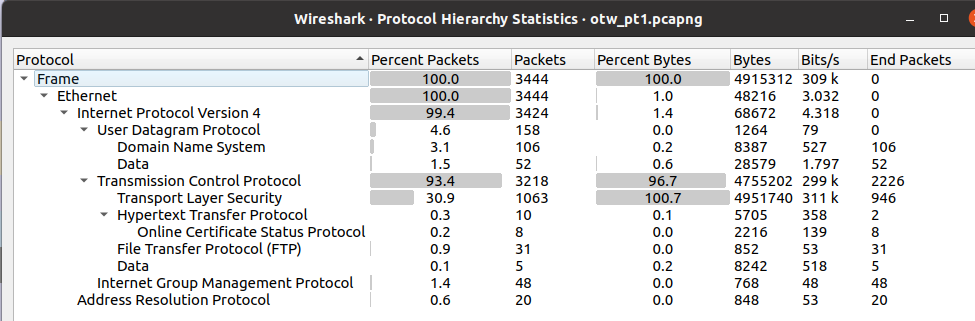 Wireshark · Protocol Hierarchy Statistics · otw_pt1.pcapng
Protocol Percent Packets Packets Percent Bytes Bytes Bits/s End Packets
Frame 100.0 3444 100.0 4915312 309 k 0
Ethernet 100.0 3444 1.0 48216 3.032 0
Internet Protocol Version 4 99.4 3424 1.4 68672 4.318 0
User Datagram Protocol 4.6 158 0.0 1264 79 0
Domain Name System 3.1 106 0.2 8387 527 106
Data 1.5 52 0.6 28579 1.797 52
Transmission Control Protocol 93.4 3218 96.7 4755202 299 k 2226
Transport Layer Security 30.9 1063 100.7 4951740 311 k 946
Hypertext Transfer Protocol 0.3 10 0.1 5705 358 2
Online Certificate Status Protocol 0.2 8 0.0 2216 139 8
File Transfer Protocol (FTP) 0.9 31 0.0 852 53 31
Data 0.1 5 0.2 8242 518 5
Internet Group Management Protocol 1.4 48 0.0 768 48 48
Address Resolution Protocol 0.6 20 0.0 848 53 20